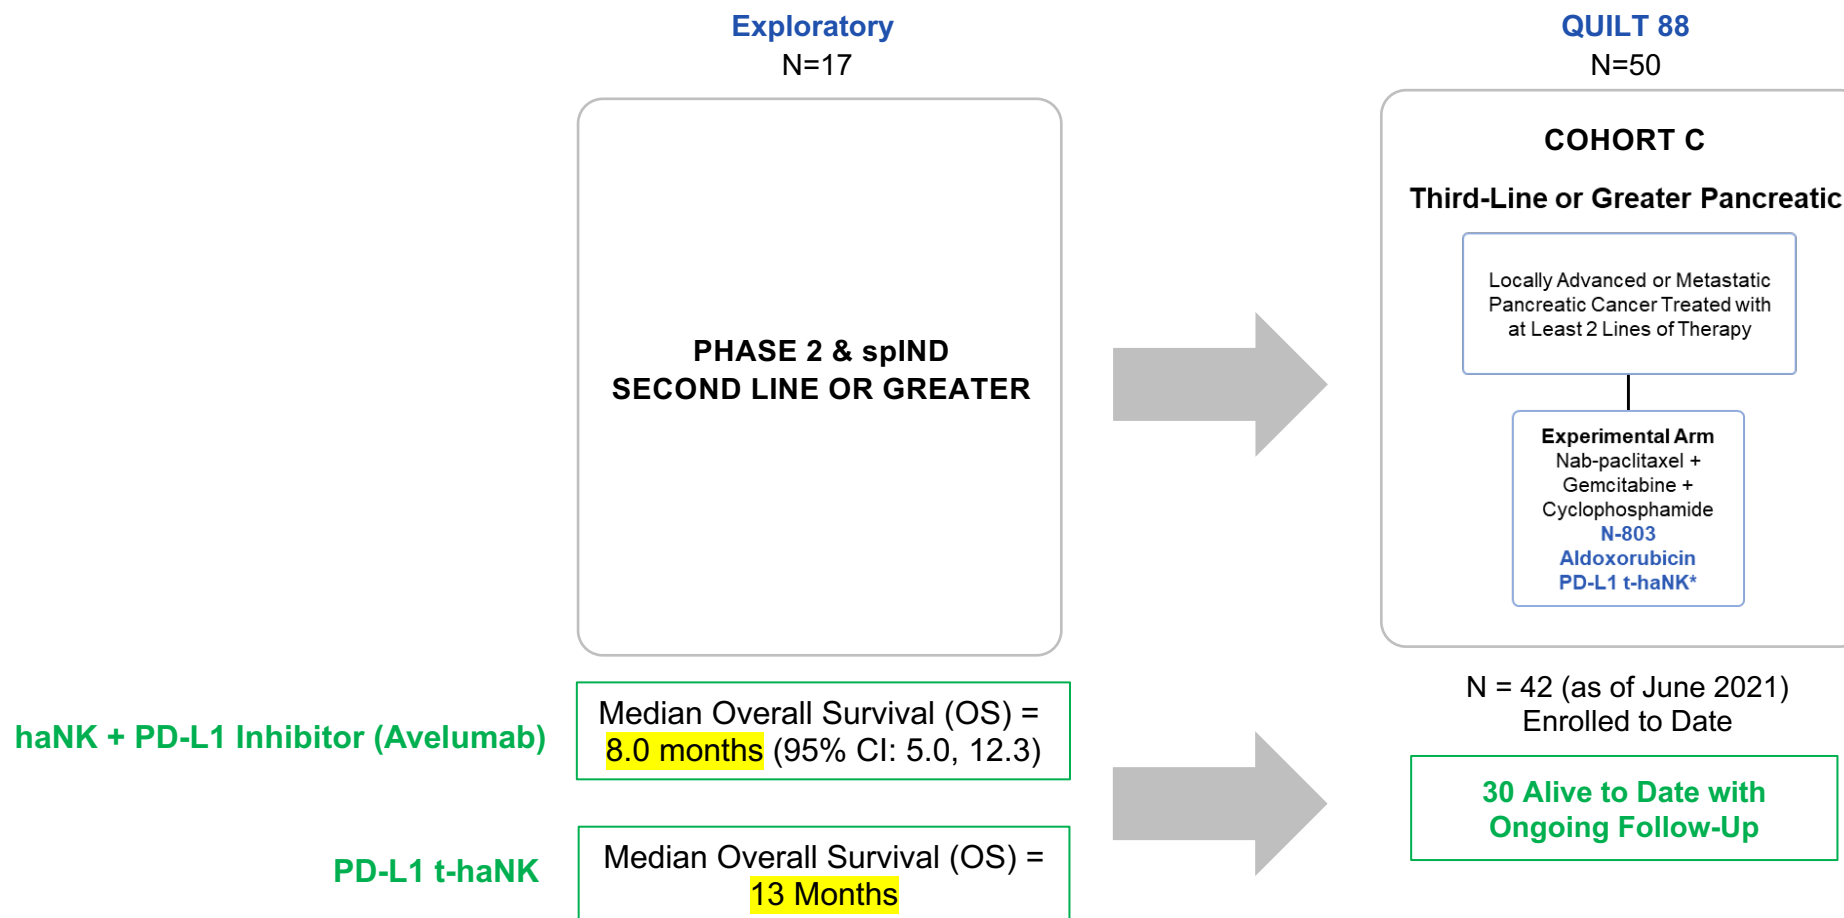 Exploratory
N=17
PHASE 2 & spIND
SECOND LINE OR GREATER
QUILT 88
N=50
COHORT C
Third-Line or Greater Pancreatic
Locally Advanced or Metastatic
Pancreatic Cancer Treated with
at Least 2 Lines of Therapy
Experimental Arm
Nab-paclitaxel +
Gemcitabine +
Cyclophosphamide
N-803
Aldoxorubicin
PD-L1 t-haNK*
haNK + PD-L1 Inhibitor (Avelumab)
Median Overall Survival (OS) =
8.0 months (95% CI: 5.0, 12.3)
PD-L1 t-haNK
Median Overall Survival (OS) =
13 Months
N = 42 (as of June 2021)
Enrolled to Date
30 Alive to Date with
Ongoing Follow-Up